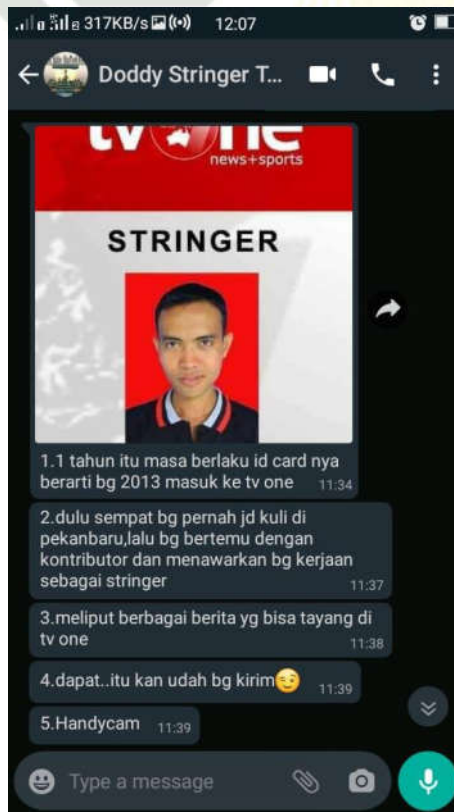 317KB/s 12:07
Doddy Stringer T...
tv one
news+sports
STRINGER
1.1 tahun itu masa berlaku id card nya
berarti bg 2013 masuk ke tv one 11:34
2.dulu sempat bg pernah jd kuli di
pekanbaru,lalu bg bertemu dengan
kontributor dan menawarkan bg kerjaan
sebagai stringer 11:37
3.meliput berbagai berita yg bisa tayang di
tv one 11:38
4.dapat..itu kan udah bg kirim😉 11:39
5.Handycam 11:39
Type a message